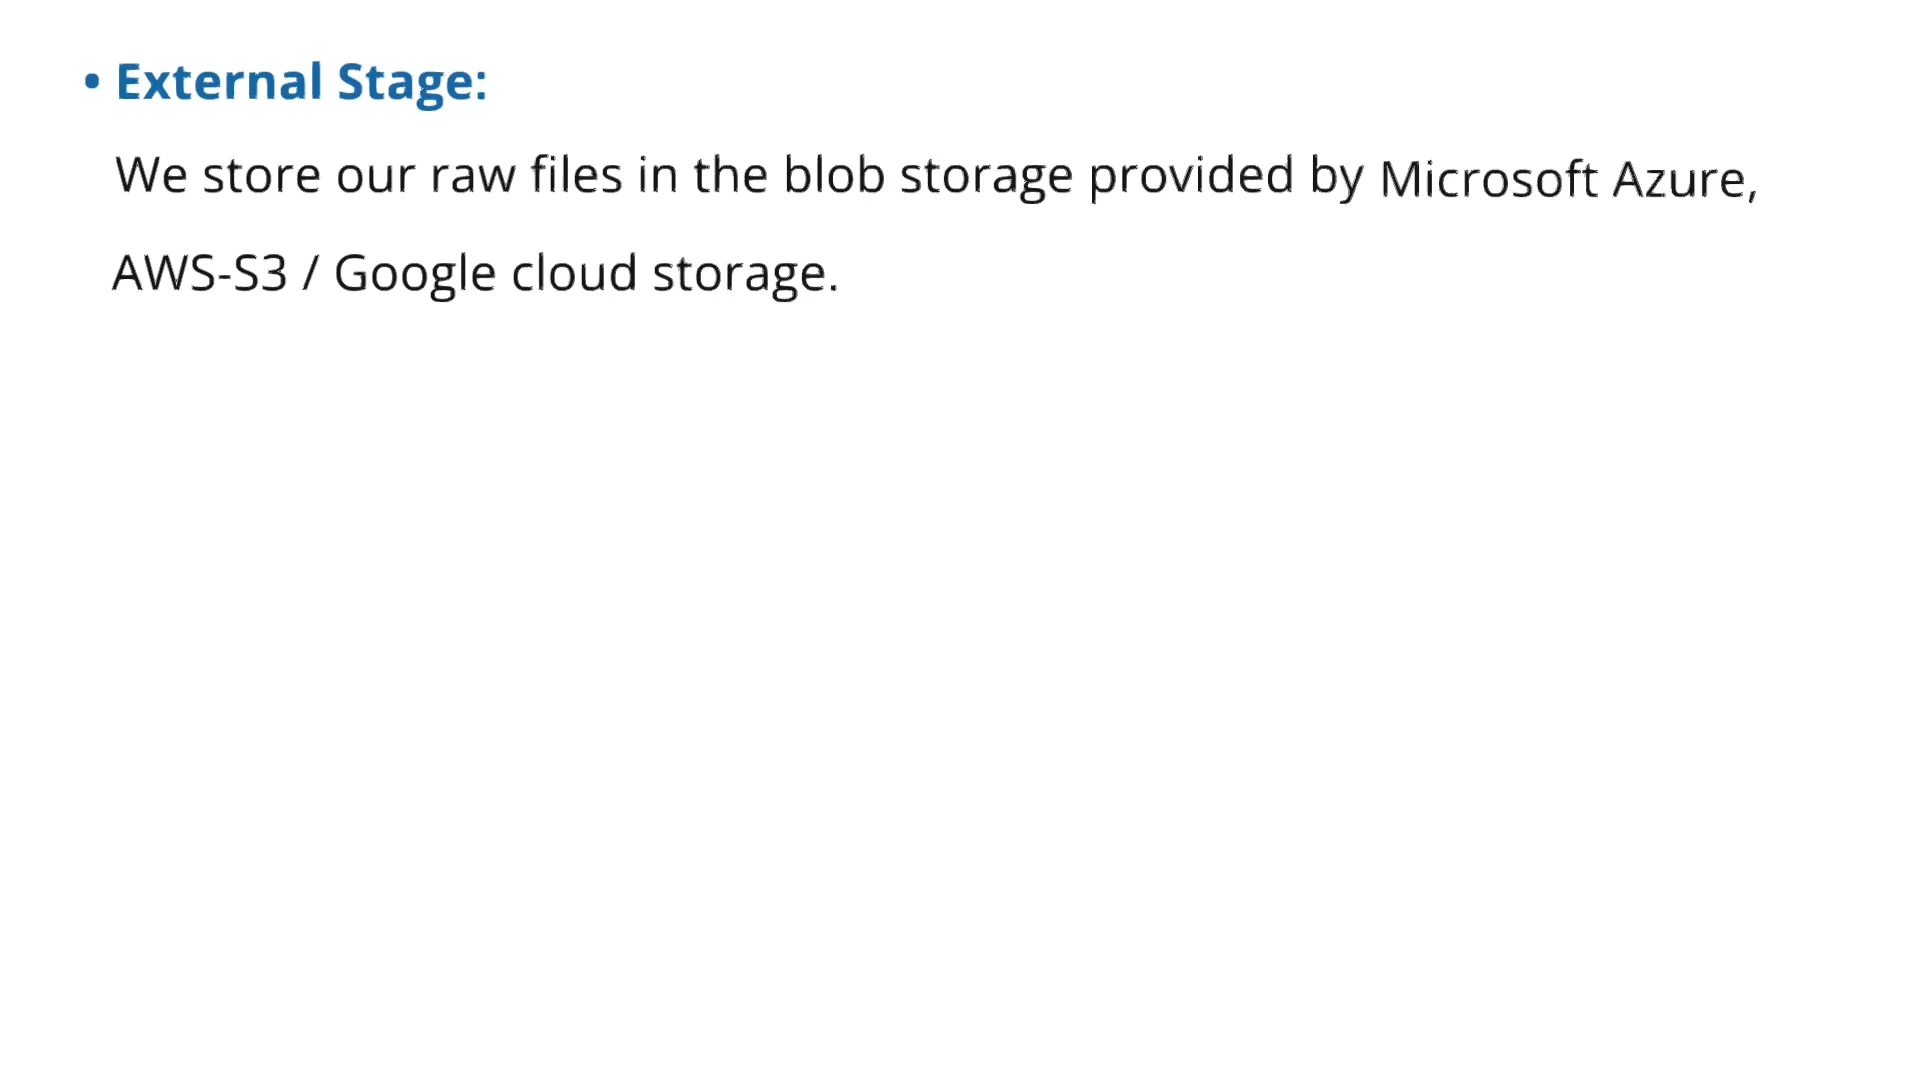 • External Stage:
We store our raw files in the blob storage provided by Microsoft Azure,
AWS-S3 / Google cloud storage.